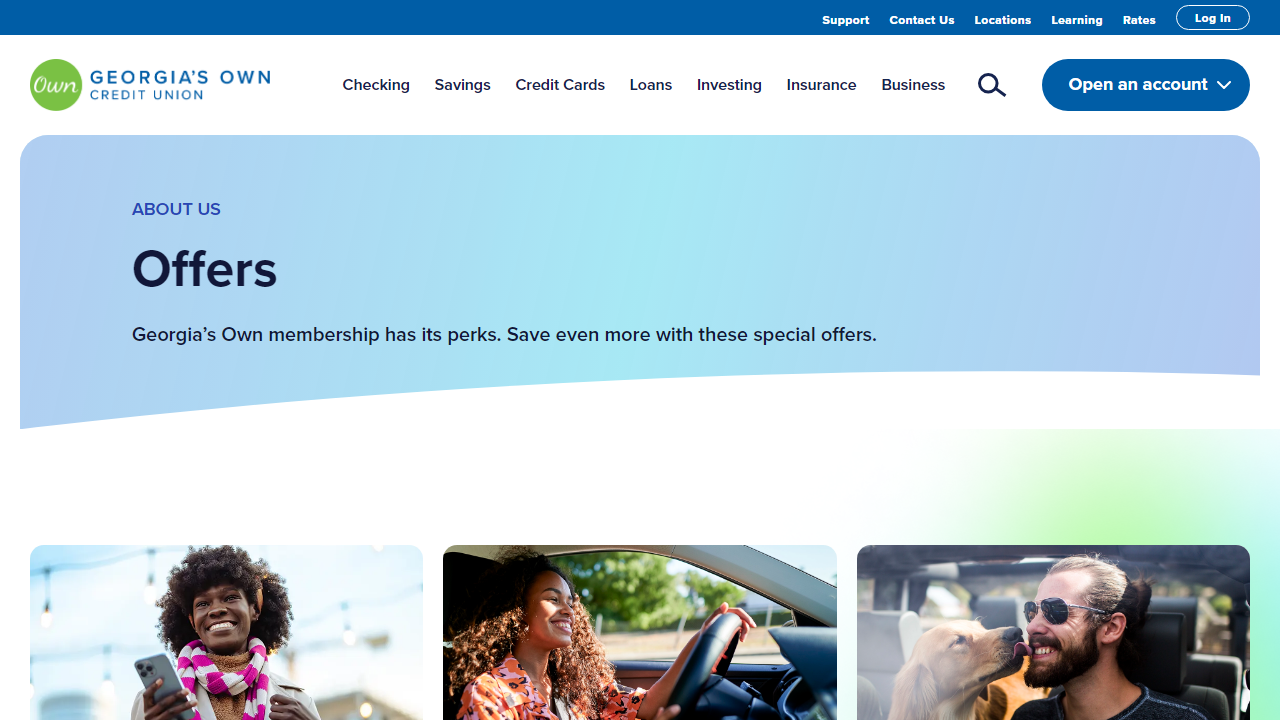 Support Contact Us Locations Learning Rates Log In
Own GEORGIA'S OWN
CREDIT UNION
Checking Savings Credit Cards Loans Investing Insurance Business Open an account
ABOUT US
Offers
Georgia’s Own membership has its perks. Save even more with these special offers.